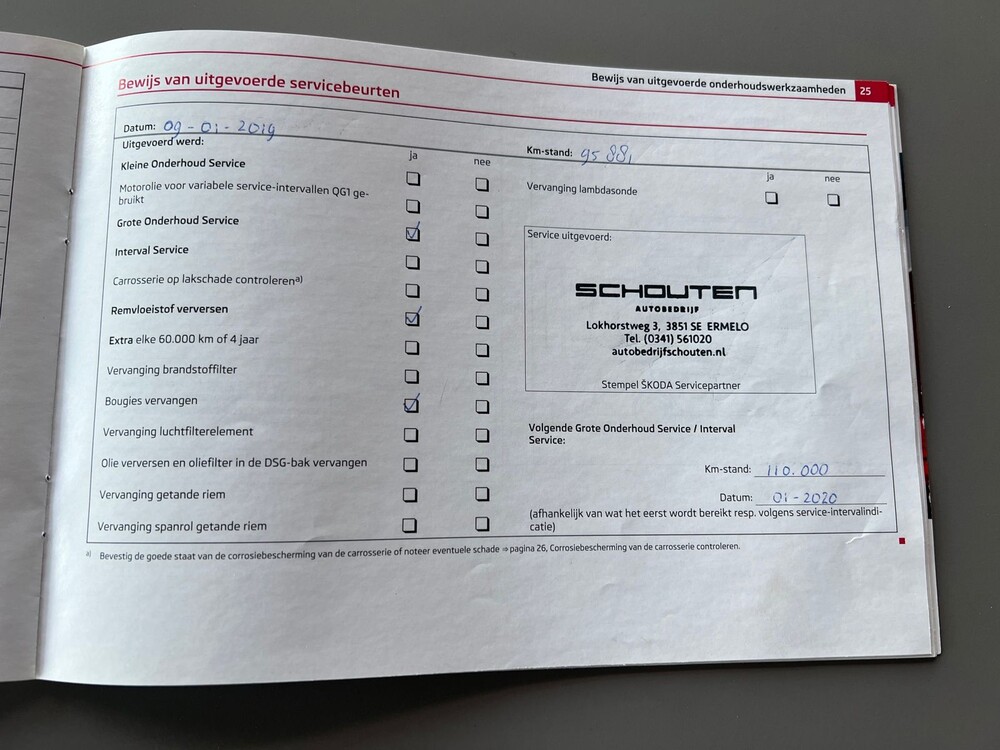 Bewijs van uitgevoerde onderhoudswerkzaamheden 25
Bewijs van uitgevoerde servicebeurten
Datum: 09-01-2019
Uitgevoerd werd:
ja nee
Kleine Onderhoud Service
Motorolie voor variabele service-intervallen QG1 ge-
bruikt
Grote Onderhoud Service
Interval Service
Carrosserie op lakschade controleren a)
Remvloeistof verversen
Extra elke 60.000 km of 4 jaar
Vervanging brandstoffilter
Bougies vervangen
Vervanging luchtfilterelement
Olie verversen en oliefilter in de DSG-bak vervangen
Vervanging getande riem
Vervanging spanrol getande riem
Km-stand: 95 881
ja nee
Vervanging lambdasonde
Service uitgevoerd:
SCHOUTEN
AUTOBEDRIJF
Lokhorstweg 3, 3851 SE ERMELO
Tel. (0341) 561020
autobedrijfschouten.nl
Stempel ŠKODA Servicepartner
Volgende Grote Onderhoud Service / Interval
Service:
Km-stand: 110.000
Datum: 01-2020
(afhankelijk van wat het eerst wordt bereikt resp. volgens service-intervalindi-
catie)
a) Bevestig de goede staat van de corrosiebescherming van de carrosserie of noteer eventuele schade ⇒ pagina 26, Corrosiebescherming van de carrosserie controleren.